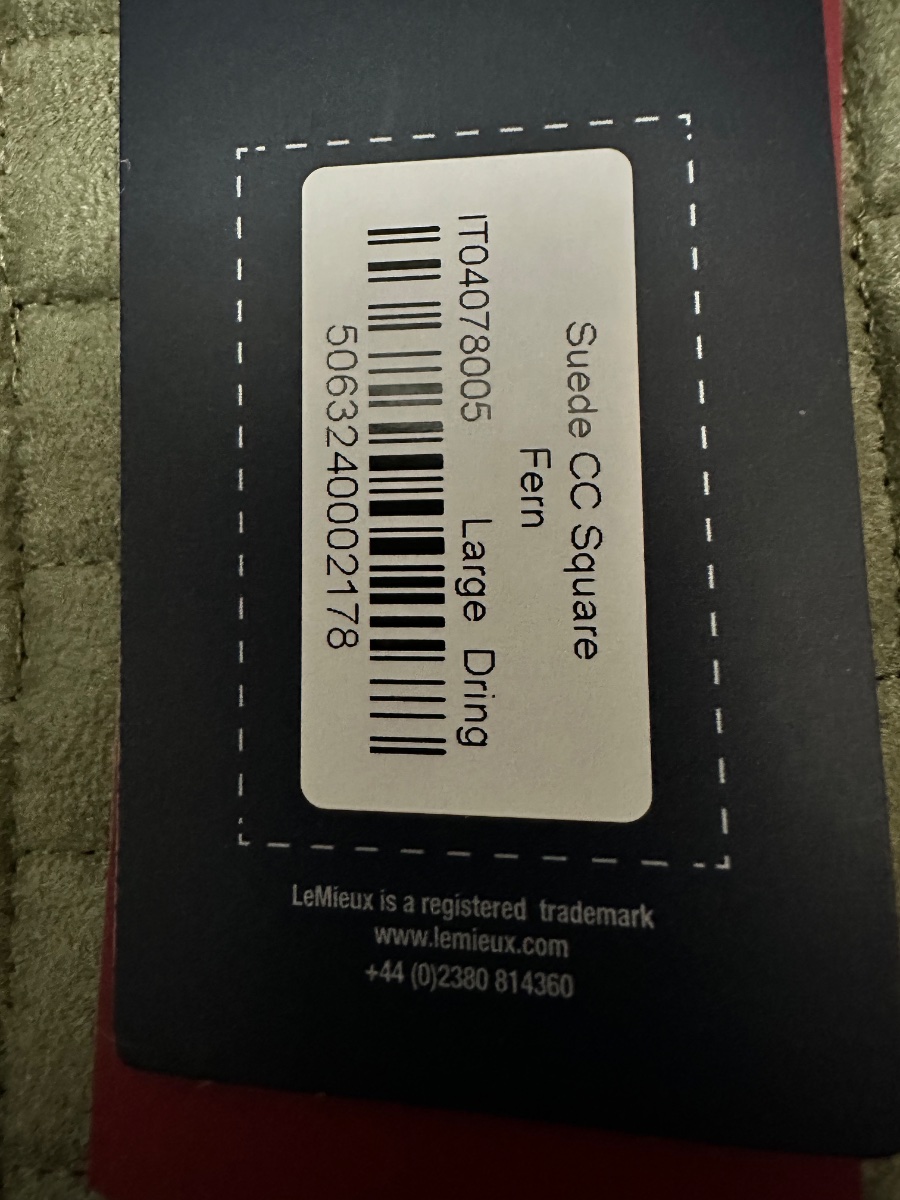 Suede CC Square
Fern
IT04078005 Large Dring
5063240002178
LeMieux is a registered trademark
www.lemieux.com
+44 (0)2380 814360